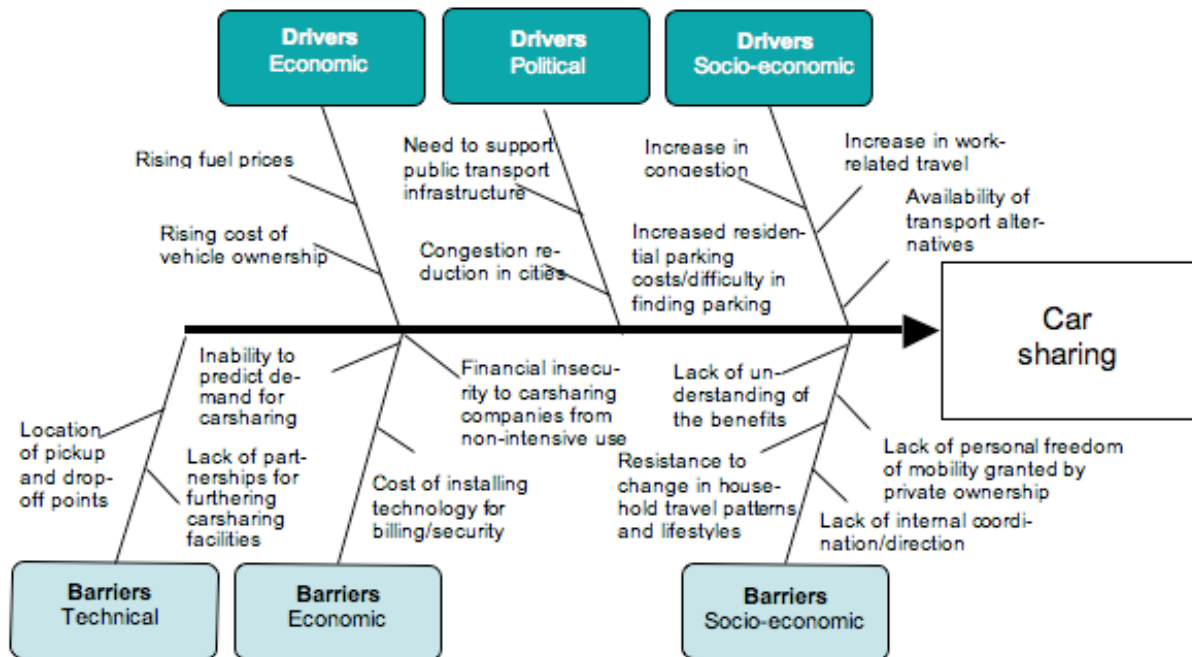 Drivers
Economic
Drivers
Political
Drivers
Socio-economic
Rising fuel prices
Rising cost of
vehicle ownership
Need to support
public transport
infrastructure
Congestion re-
duction in cities
Increase in
congestion
Increased residen-
tial parking
costs/difficulty in
finding parking
Increase in work-
related travel
Availability of
transport alter-
natives
Car
sharing
Location
of pickup
and drop-
off points
Inability to
predict de-
mand for
carsharing
Lack of part-
nerships for
furthering
carsharing
facilities
Financial insecu-
rity to carsharing
companies from
non-intensive use
Cost of installing
technology for
billing/security
Lack of un-
derstanding of
the benefits
Resistance to
change in house-
hold travel patterns
and lifestyles
Lack of personal freedom
of mobility granted by
private ownership
Lack of internal coordi-
nation/direction
Barriers
Technical
Barriers
Economic
Barriers
Socio-economic